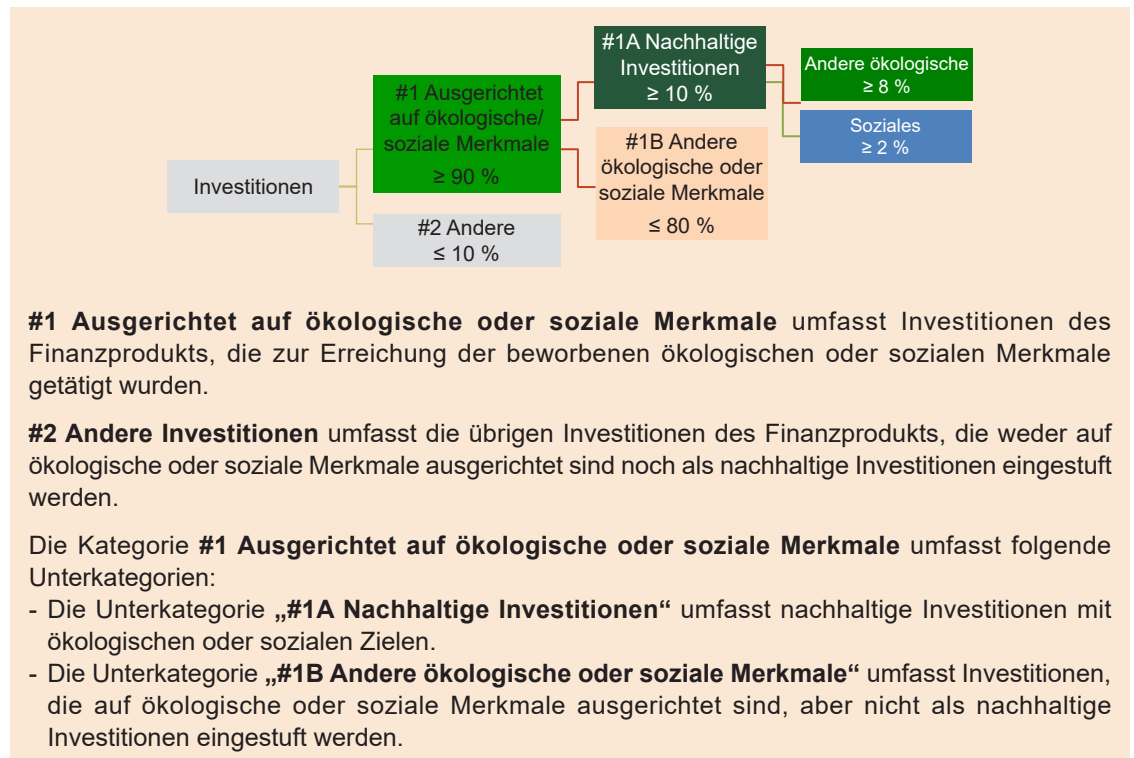 #1A Nachhaltige
Investitionen
≥ 10 %
Andere ökologische
≥ 8 %
#1 Ausgerichtet
auf ökologische/
soziale Merkmale
≥ 90 %
Soziales
≥ 2 %
#1B Andere
ökologische oder
soziale Merkmale
≤ 80 %
Investitionen
#2 Andere
≤ 10 %
#1 Ausgerichtet auf ökologische oder soziale Merkmale umfasst Investitionen des
Finanzprodukts, die zur Erreichung der beworbenen ökologischen oder sozialen Merkmale
getätigt wurden.
#2 Andere Investitionen umfasst die übrigen Investitionen des Finanzprodukts, die weder auf
ökologische oder soziale Merkmale ausgerichtet sind noch als nachhaltige Investitionen eingestuft
werden.
Die Kategorie #1 Ausgerichtet auf ökologische oder soziale Merkmale umfasst folgende
Unterkategorien:
- Die Unterkategorie „#1A Nachhaltige Investitionen“ umfasst nachhaltige Investitionen mit
ökologischen oder sozialen Zielen.
- Die Unterkategorie „#1B Andere ökologische oder soziale Merkmale“ umfasst Investitionen,
die auf ökologische oder soziale Merkmale ausgerichtet sind, aber nicht als nachhaltige
Investitionen eingestuft werden.